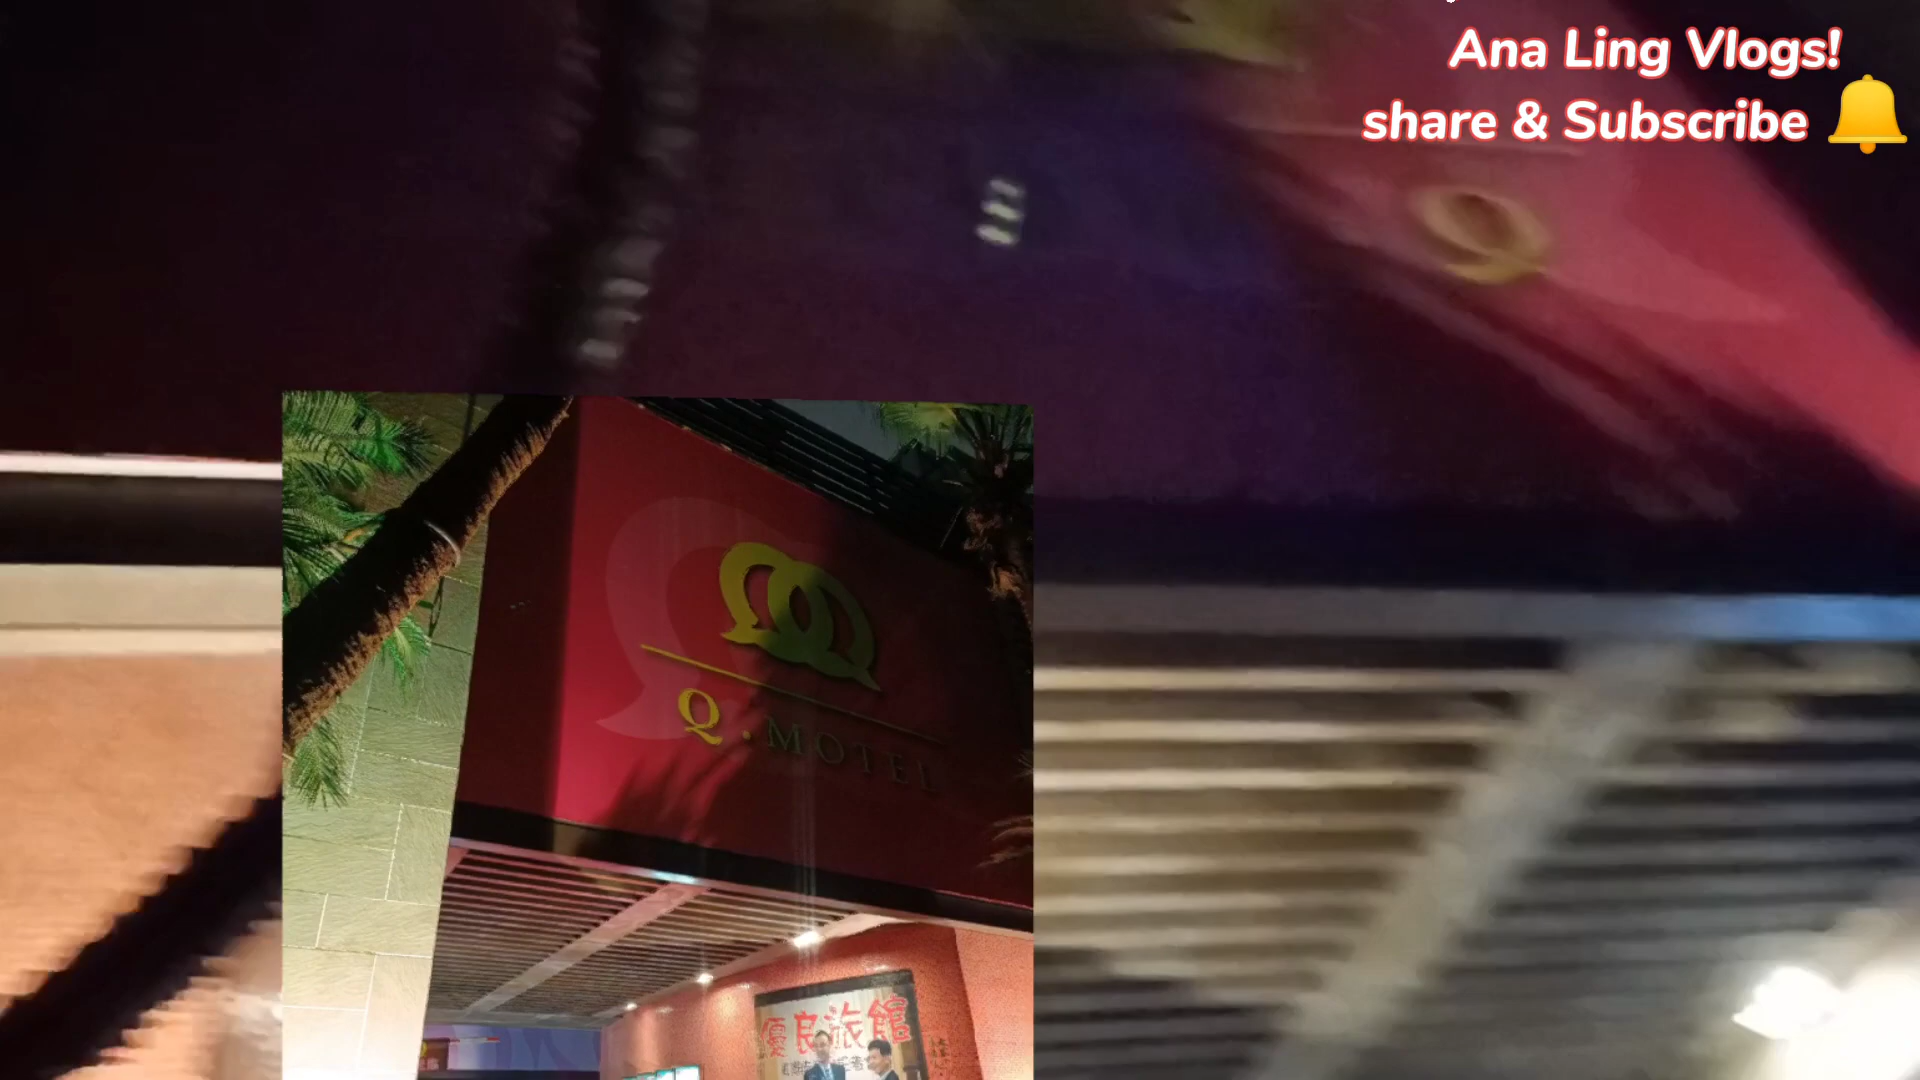 Ana Ling Vlogs!
share & Subscribe
Q
Q . MOTEL
優良旅館